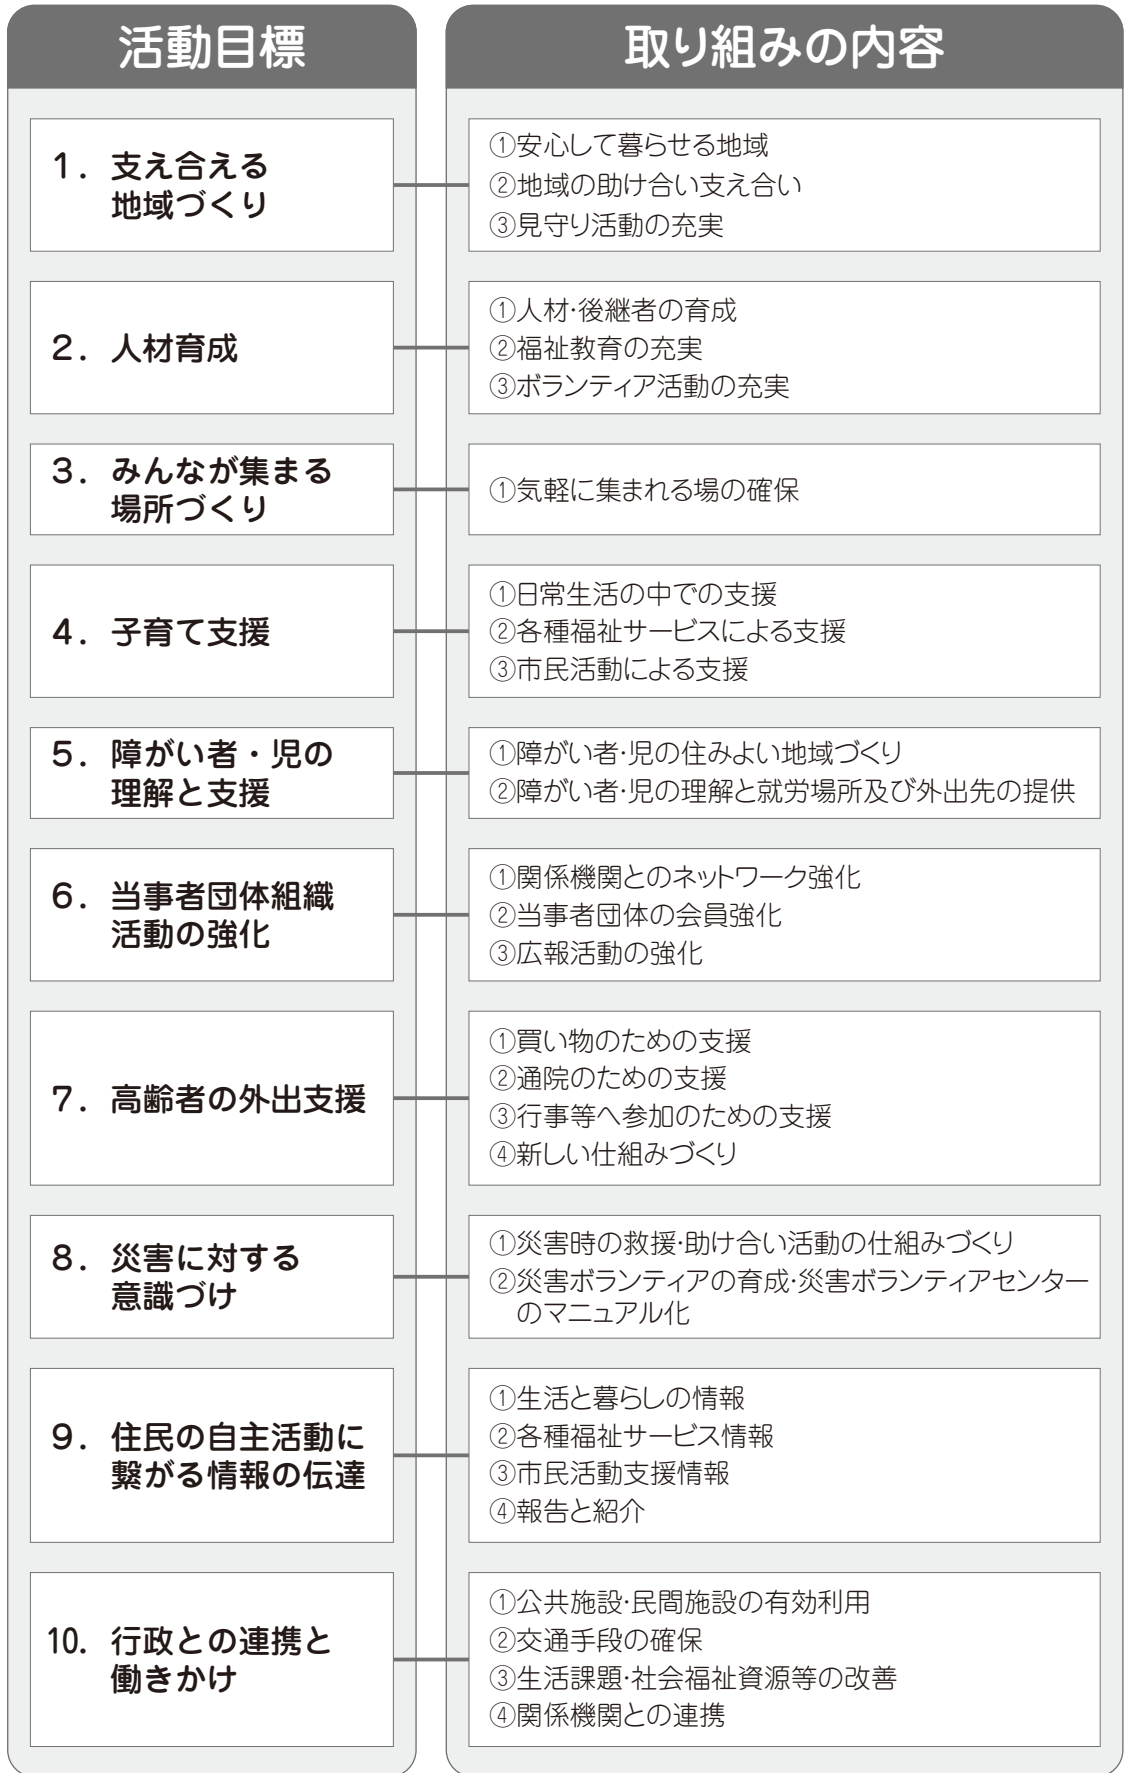 活動目標
取り組みの内容
1. 支え合える
地域づくり
①安心して暮らせる地域
②地域の助け合い支え合い
③見守り活動の充実
2. 人材育成
①人材・後継者の育成
②福祉教育の充実
③ボランティア活動の充実
3. みんなが集まる
場所づくり
①気軽に集まれる場の確保
4. 子育て支援
①日常生活の中での支援
②各種福祉サービスによる支援
③市民活動による支援
5. 障がい者・児の
理解と支援
①障がい者・児の住みよい地域づくり
②障がい者・児の理解と就労場所及び外出先の提供
6. 当事者団体組織
活動の強化
①関係機関とのネットワーク強化
②当事者団体の会員強化
③広報活動の強化
7. 高齢者の外出支援
①買い物のための支援
②通院のための支援
③行事等へ参加のための支援
④新しい仕組みづくり
8. 災害に対する
意識づけ
①災害時の救援・助け合い活動の仕組みづくり
②災害ボランティアの育成・災害ボランティアセンター
のマニュアル化
9. 住民の自主活動に
繋がる情報の伝達
①生活と暮らしの情報
②各種福祉サービス情報
③市民活動支援情報
④報告と紹介
10. 行政との連携と
働きかけ
①公共施設・民間施設の有効利用
②交通手段の確保
③生活課題・社会福祉資源等の改善
④関係機関との連携